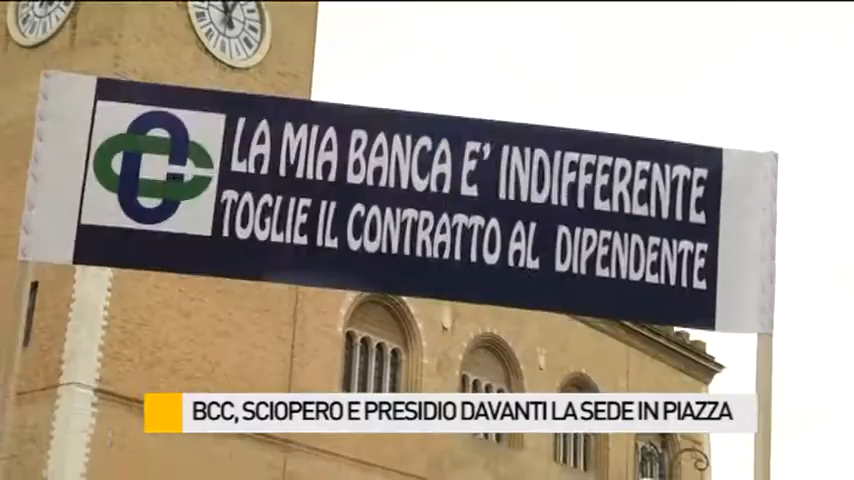 LA MIA BANCA E' INDIFFERENTE
TOGLIE IL CONTRATTO AL DIPENDENTE
BCC, SCIOPERO E PRESIDIO DAVANTI LA SEDE IN PIAZZA